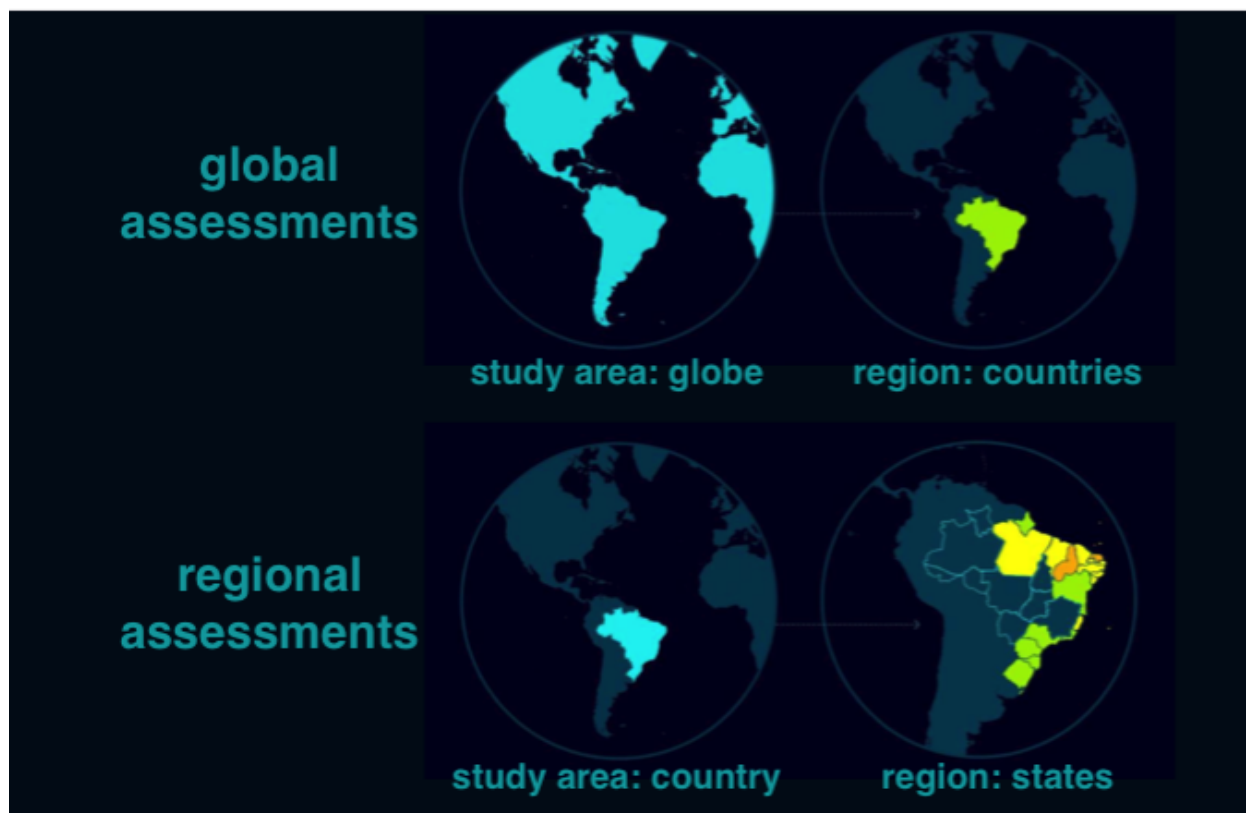 global
assessments
study area: globe
region: countries
regional
assessments
study area: country
region: states